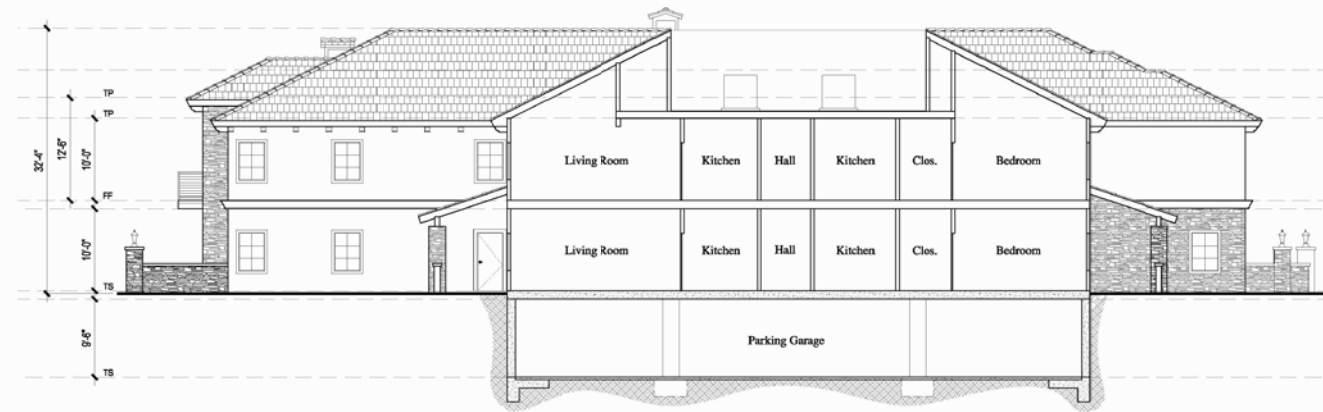 TP
TP
32'-4"
12'-6"
10'-0"
Living Room
Kitchen
Hall
Kitchen
Clos.
Bedroom
FF
10'-0"
Living Room
Kitchen
Hall
Kitchen
Clos.
Bedroom
TS
9'-6"
Parking Garage
TS